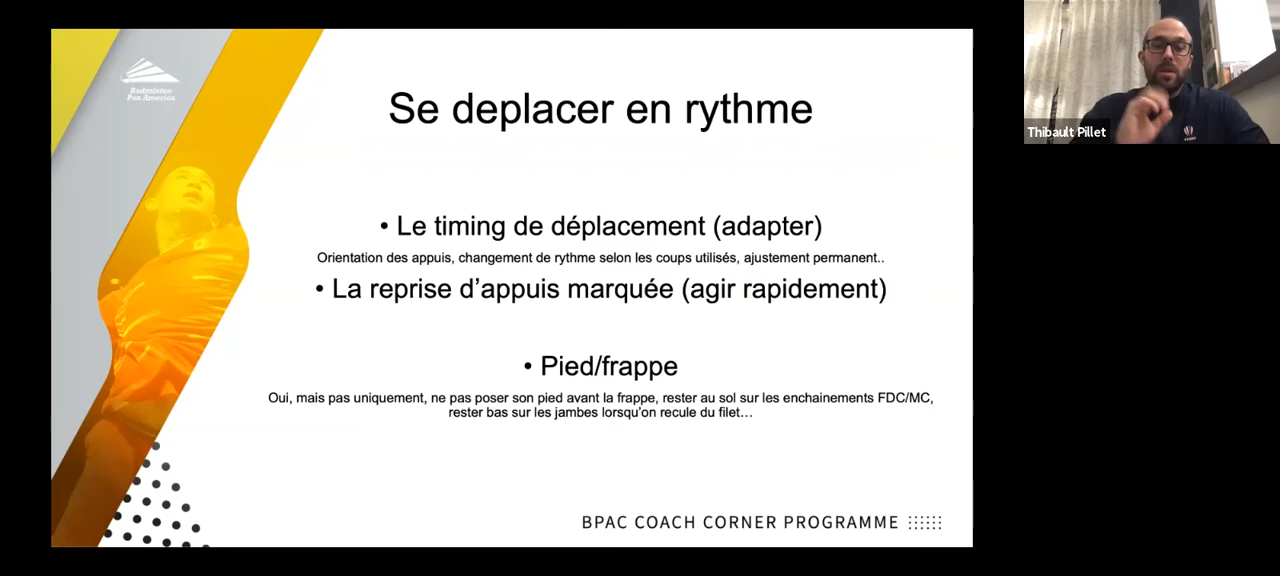 Badminton
Pan America
Se deplacer en rythme
• Le timing de déplacement (adapter)
Orientation des appuis, changement de rythme selon les coups utilisés, ajustement permanent..
• La reprise d’appuis marquée (agir rapidement)
• Pied/frappe
Oui, mais pas uniquement, ne pas poser son pied avant la frappe, rester au sol sur les enchainements FDC/MC,
rester bas sur les jambes lorsqu’on recule du filet…
BPAC COACH CORNER PROGRAMME
Thibault Pillet